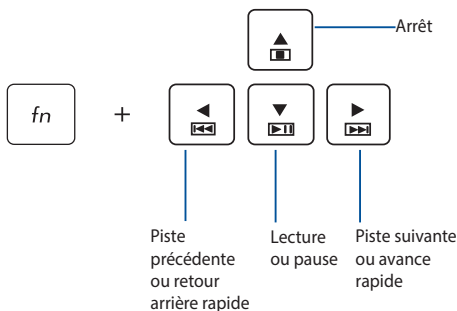 Arrêt
fn
+
Piste
précédente
ou retour
arrière rapide
Lecture
ou pause
Piste suivante
ou avance
rapide